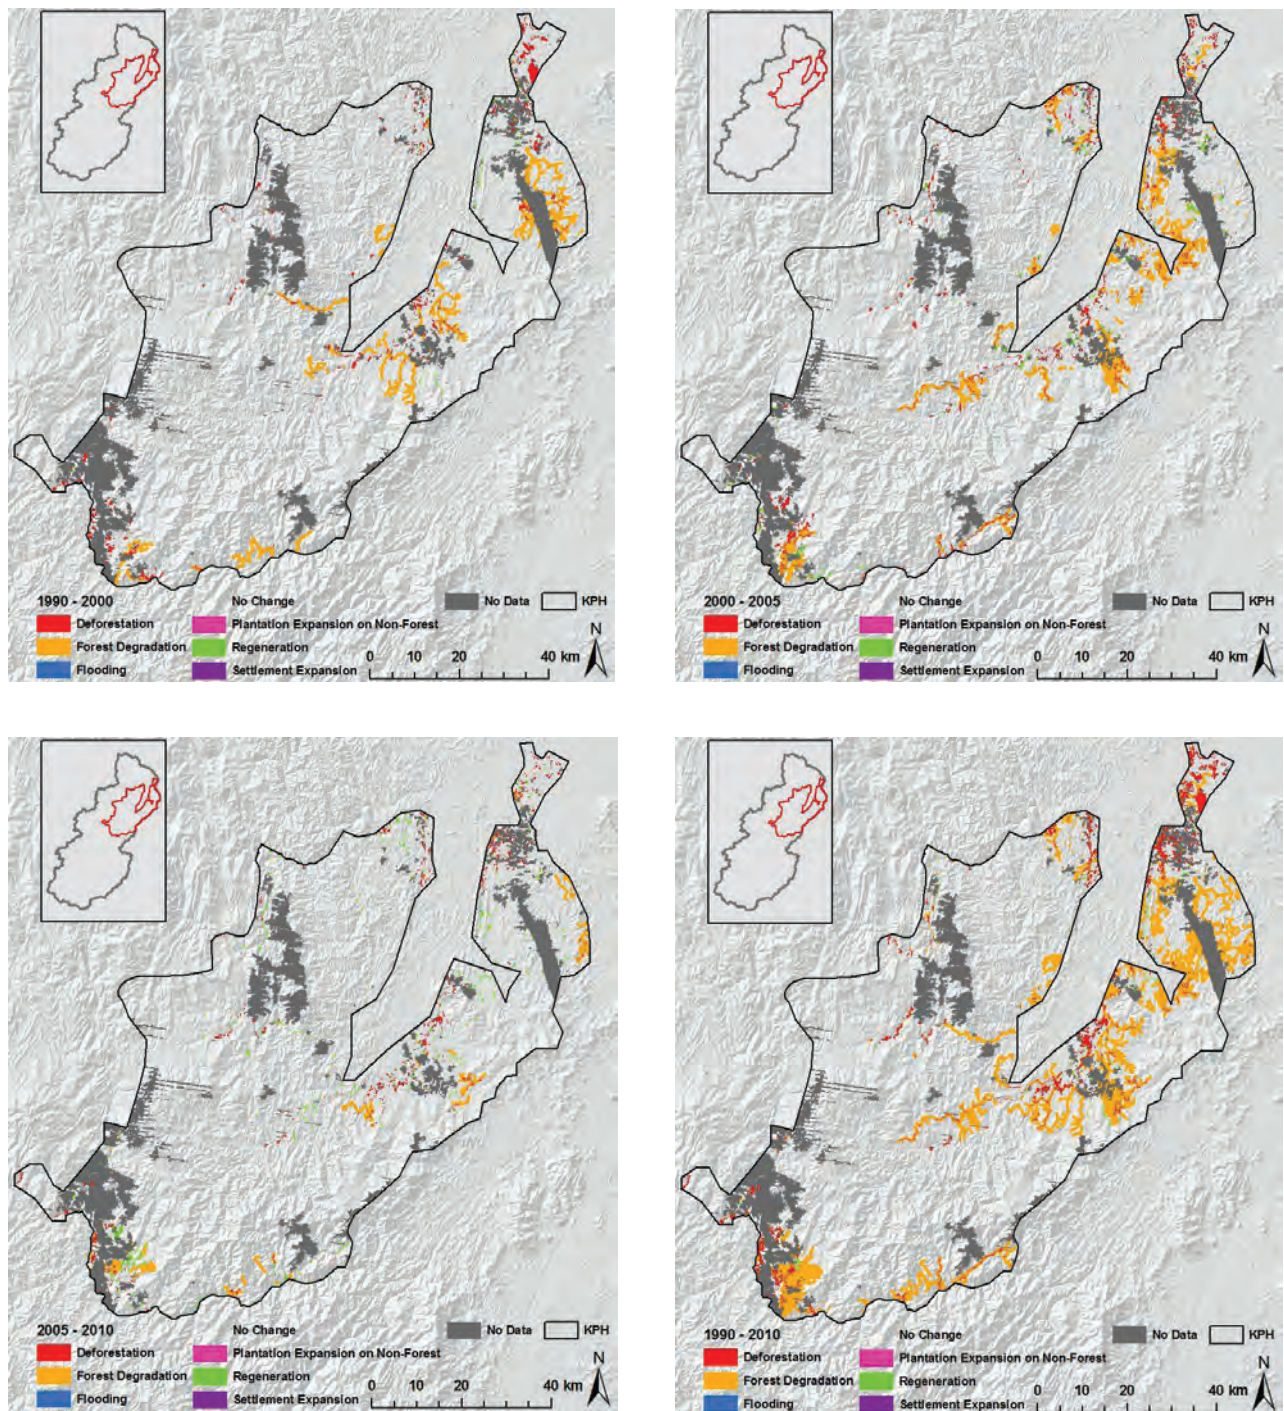 1990 - 2000 No Change No Data KPH
Deforestation Plantation Expansion on Non-Forest N
Forest Degradation Regeneration 0 10 20 40 km
Flooding Settlement Expansion
2000 - 2005 No Change No Data KPH
Deforestation Plantation Expansion on Non-Forest N
Forest Degradation Regeneration 0 10 20 40 km
Flooding Settlement Expansion
2005 - 2010 No Change No Data KPH
Deforestation Plantation Expansion on Non-Forest N
Forest Degradation Regeneration 0 10 20 40 km
Flooding Settlement Expansion
1990 - 2010 No Change No Data KPH
Deforestation Plantation Expansion on Non-Forest N
Forest Degradation Regeneration 0 10 20 40 km
Flooding Settlement Expansion